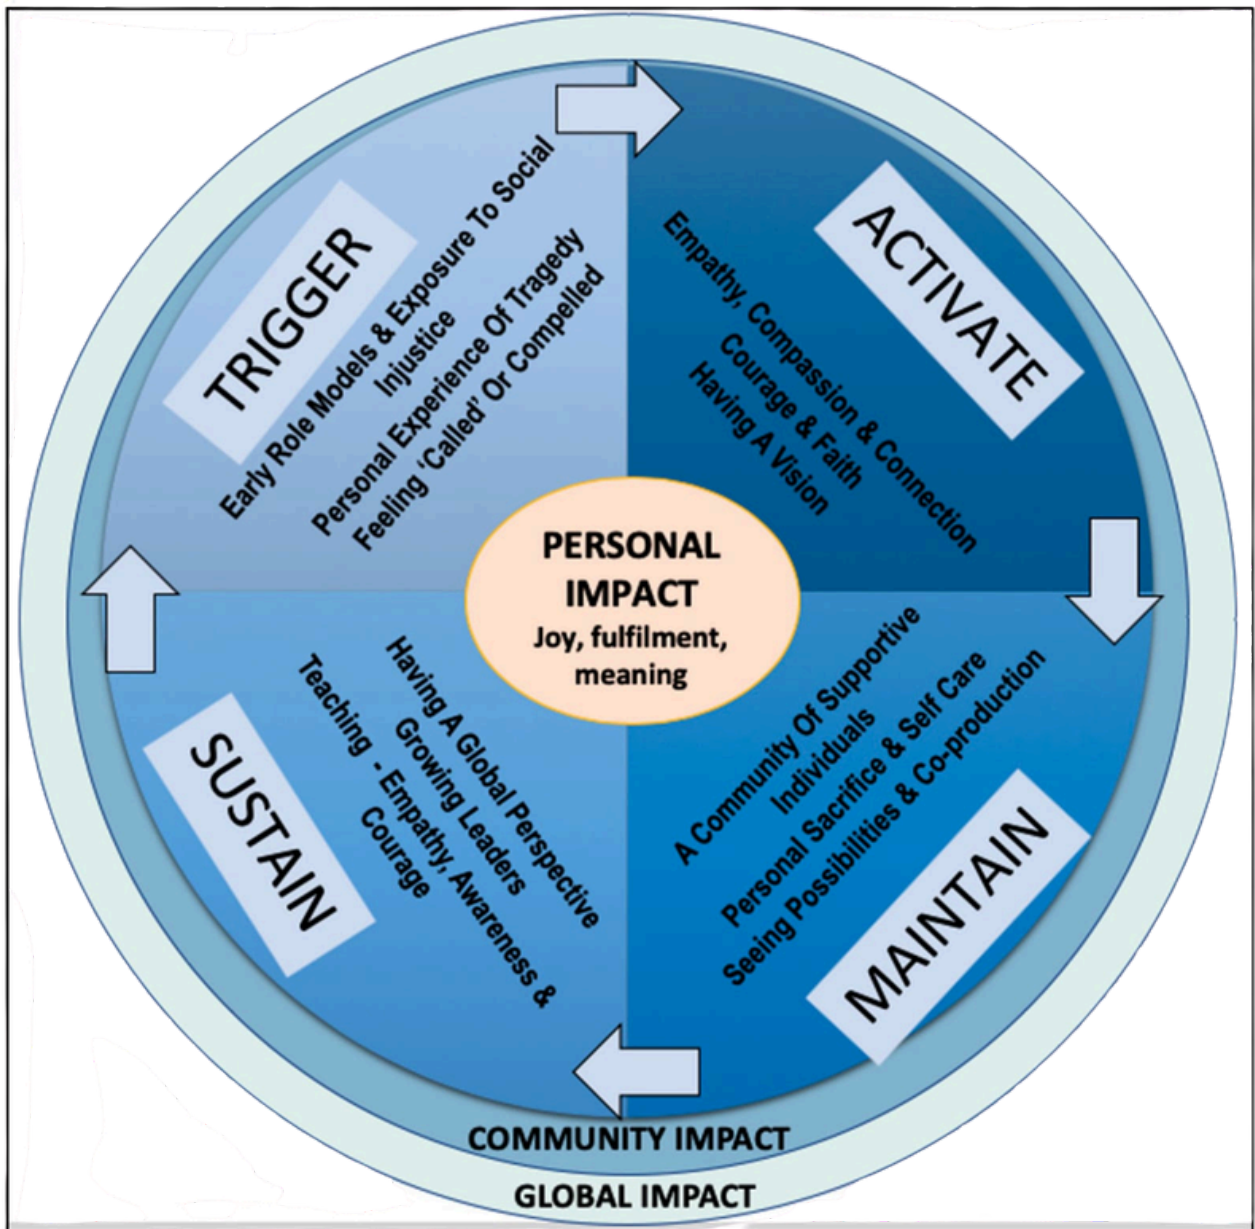 TRIGGER
Early Role Models & Exposure To Social
Injustice
Personal Experience Of Tragedy
Feeling ‘Called’ Or Compelled
ACTIVATE
Empathy, Compassion & Connection
Courage & Faith
Having A Vision
PERSONAL
IMPACT
Joy, fulfilment,
meaning
A Community Of Supportive
Individuals
Personal Sacrifice & Self Care
Seeing Possibilities & Co-production
MAINTAIN
Having A Global Perspective
Growing Leaders
Teaching - Empathy, Awareness &
Courage
SUSTAIN
COMMUNITY IMPACT
GLOBAL IMPACT